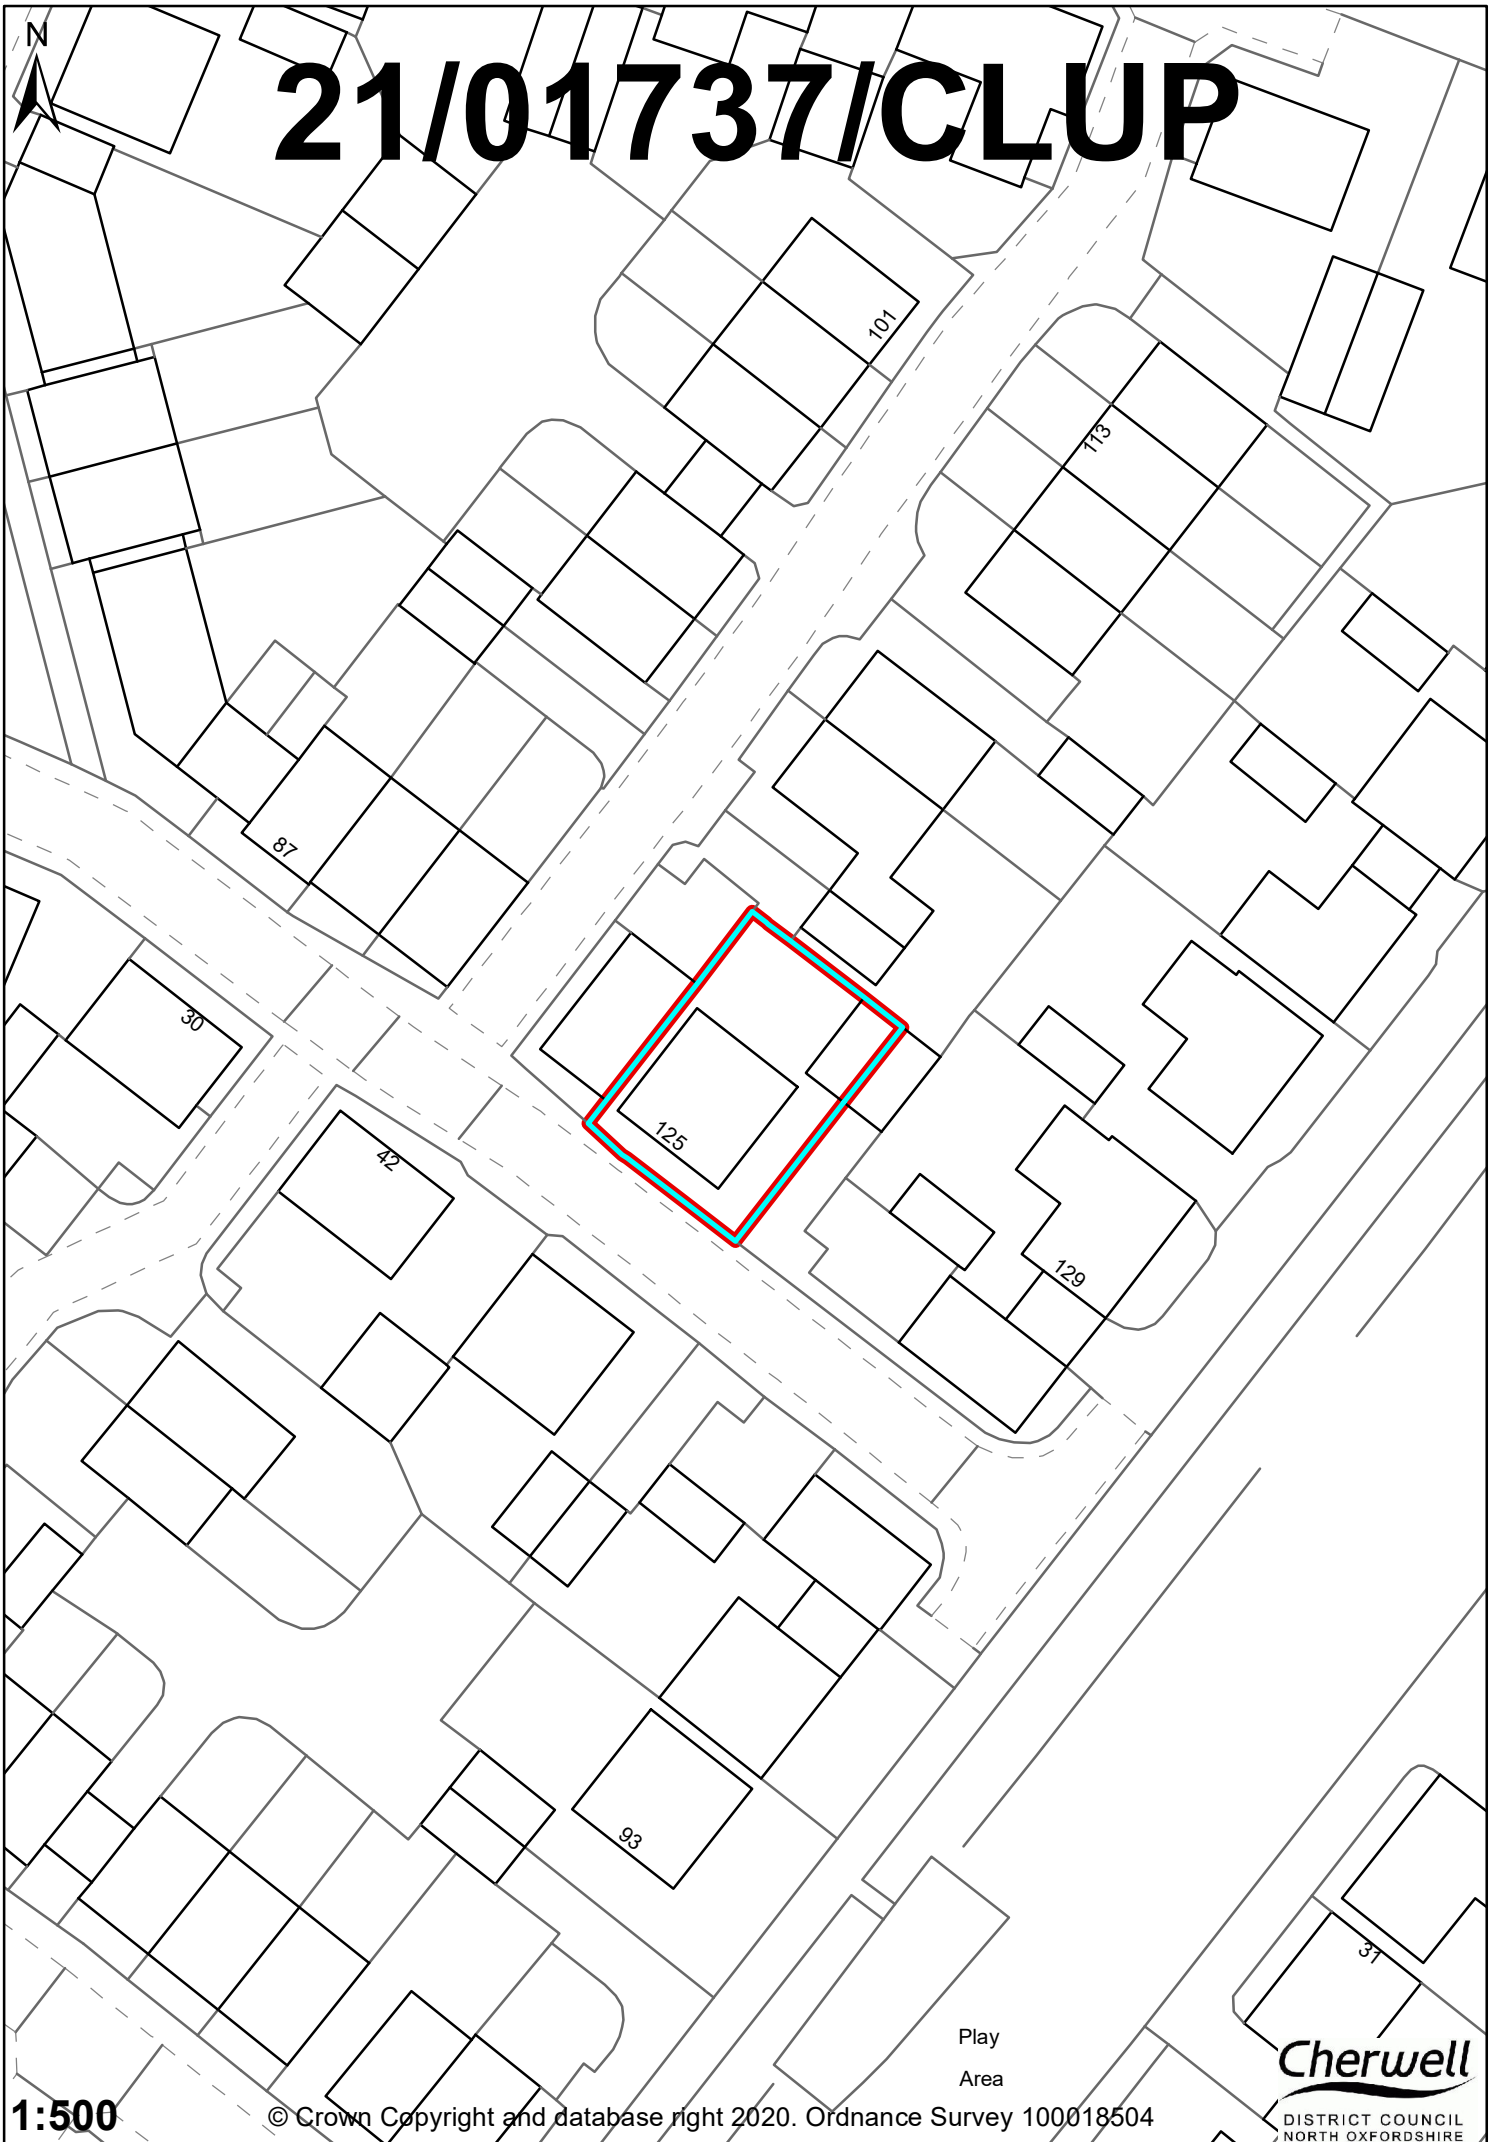 N
21/01737/CLUP
101
113
87
30
125
42
129
93
31
Play
Area
1:500
© Crown Copyright and database right 2020. Ordnance Survey 100018504
Cherwell
DISTRICT COUNCIL
NORTH OXFORDSHIRE